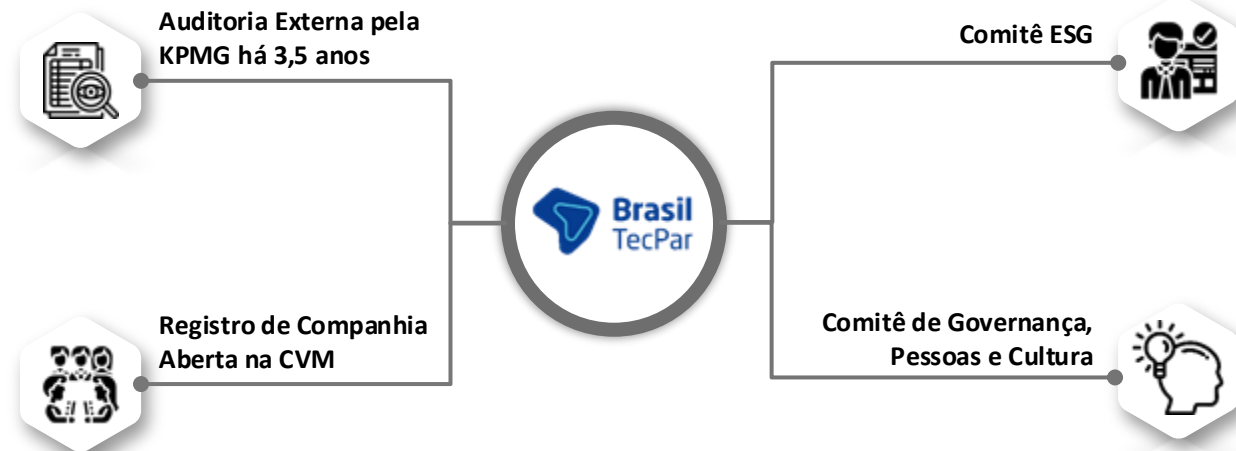 Auditoria Externa pela
KPMG há 3,5 anos
Comitê ESG
Brasil
TecPar
Registro de Companhia
Aberta na CVM
Comitê de Governança,
Pessoas e Cultura